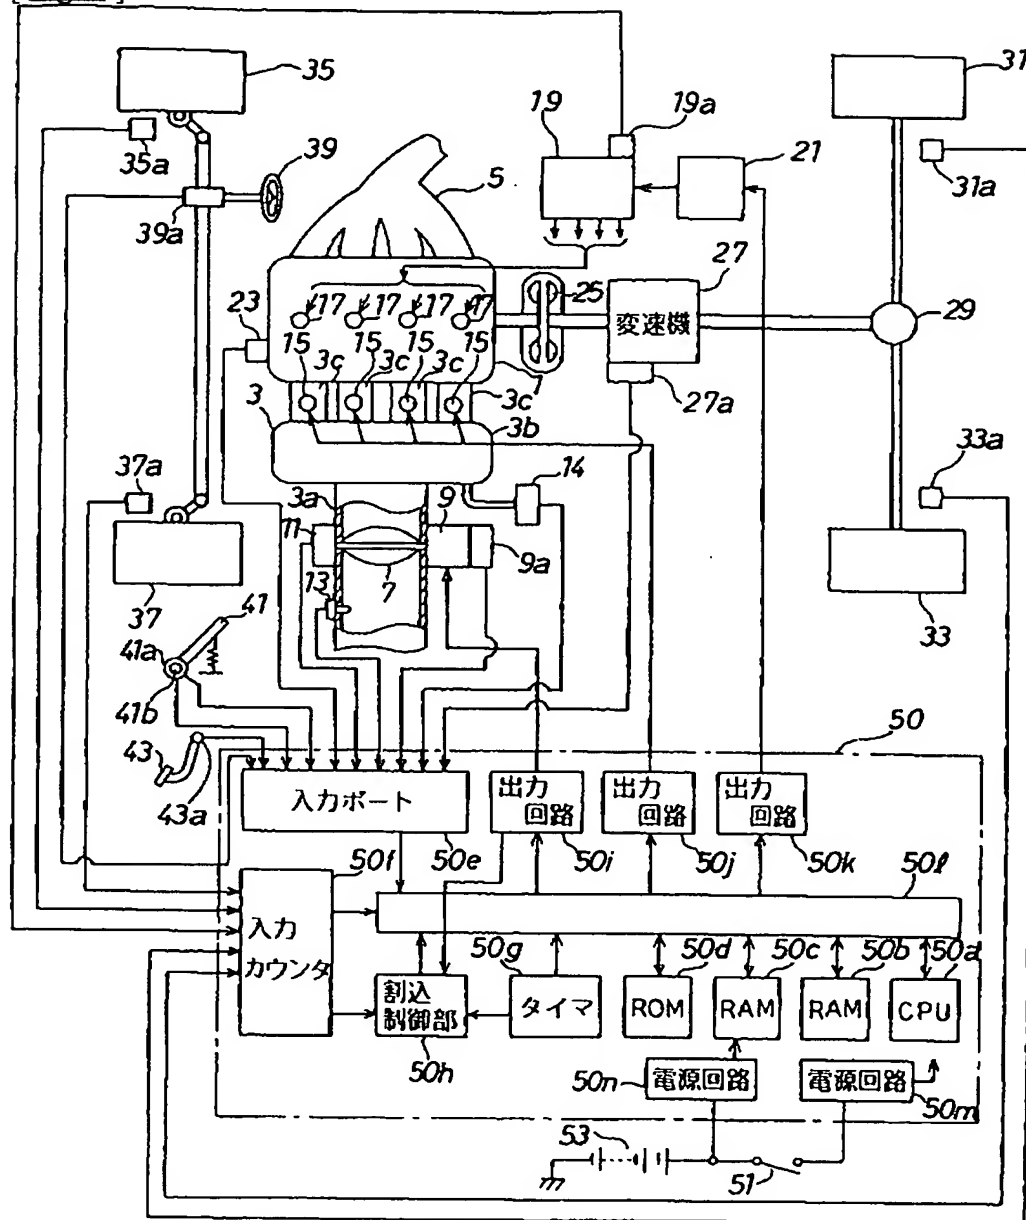 35
19
19a
31
21
35a
39
5
31a
39a
27
25
23
17
17
17
17
変速機
29
15
15
15
15
3c
3c
3c
3c
1
27a
3
3b
33a
37a
14
3a
9
11
9a
7
13
37
41
33
41a
41b
50
43
43a
入力ポート
出力
回路
出力
回路
出力
回路
50f
50e
50i
50j
50k
50l
入力
カウンタ
50g
50d
50c
50b
50a
割込
制御部
タイマ
ROM
RAM
RAM
CPU
50h
50n
電源回路
電源回路
50m
53
51